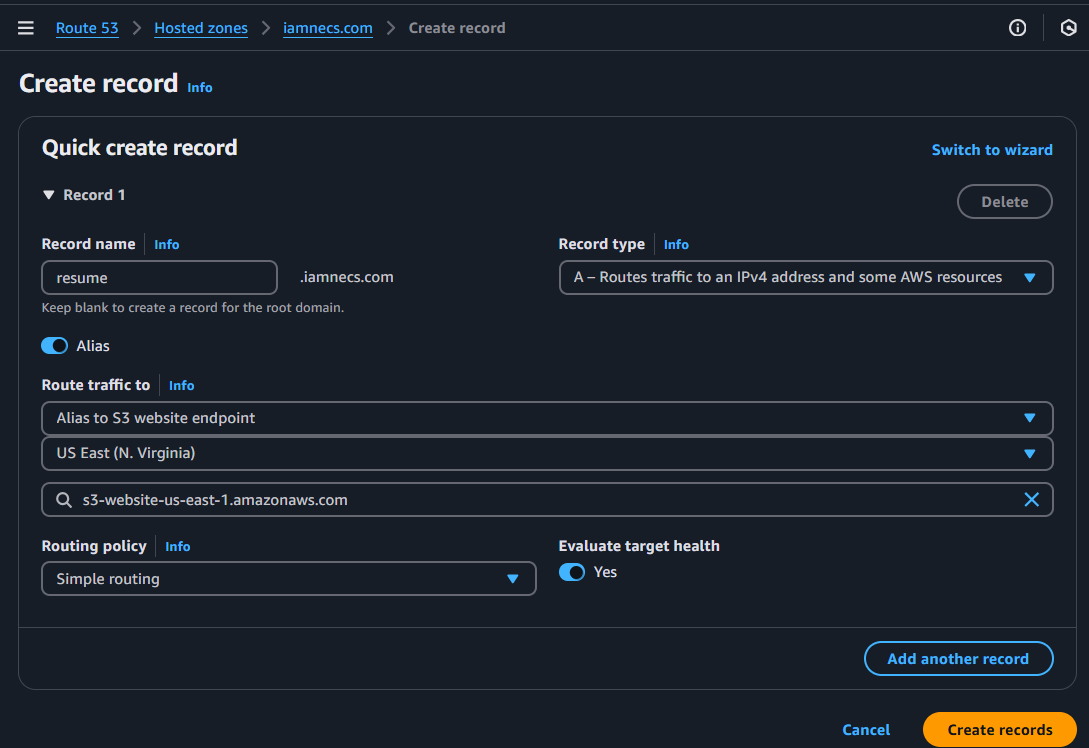 Route 53 > Hosted zones > iamnecs.com > Create record
Create record Info
Quick create record
Switch to wizard
Record 1
Delete
Record name Info
resume .iamnecs.com
Keep blank to create a record for the root domain.
Record type Info
A – Routes traffic to an IPv4 address and some AWS resources
Alias
Route traffic to Info
Alias to S3 website endpoint
US East (N. Virginia)
s3-website-us-east-1.amazonaws.com
Routing policy Info
Simple routing
Evaluate target health
Yes
Add another record
Cancel
Create records